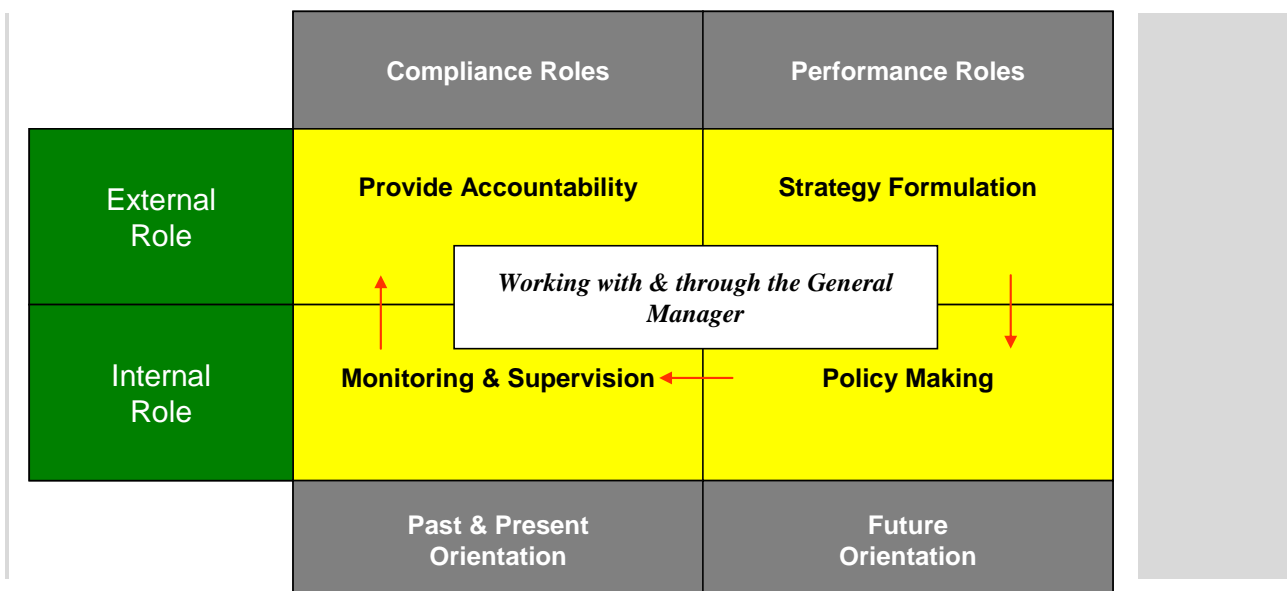 Compliance Roles
Performance Roles
External
Role
Provide Accountability
Strategy Formulation
Working with & through the General
Manager
Internal
Role
Monitoring & Supervision
Policy Making
Past & Present
Orientation
Future
Orientation